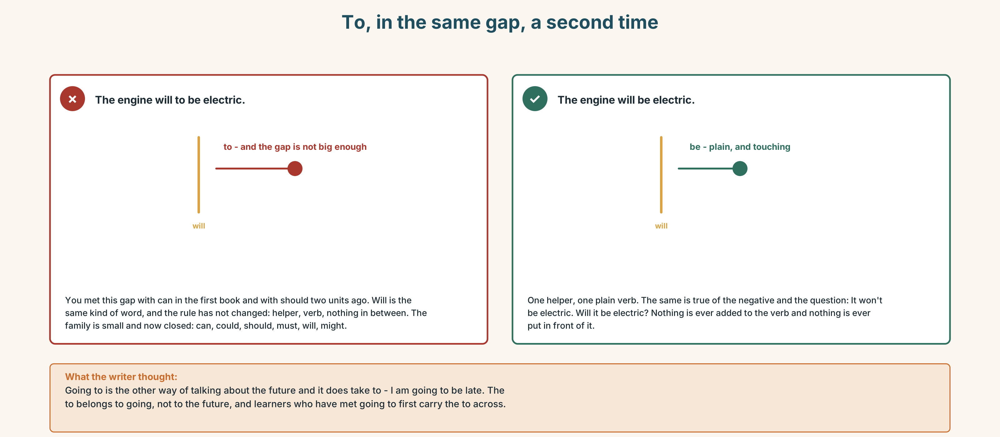 To, in the same gap, a second time
The engine will to be electric.
to - and the gap is not big enough
will
You met this gap with can in the first book and with should two units ago. Will is the
same kind of word, and the rule has not changed: helper, verb, nothing in between. The
family is small and now closed: can, could, should, must, will, might.
The engine will be electric.
be - plain, and touching
will
One helper, one plain verb. The same is true of the negative and the question: It won't
be electric. Will it be electric? Nothing is ever added to the verb and nothing is ever
put in front of it.
What the writer thought:
Going to is the other way of talking about the future and it does take to - I am going to be late. The
to belongs to going, not to the future, and learners who have met going to first carry the to across.